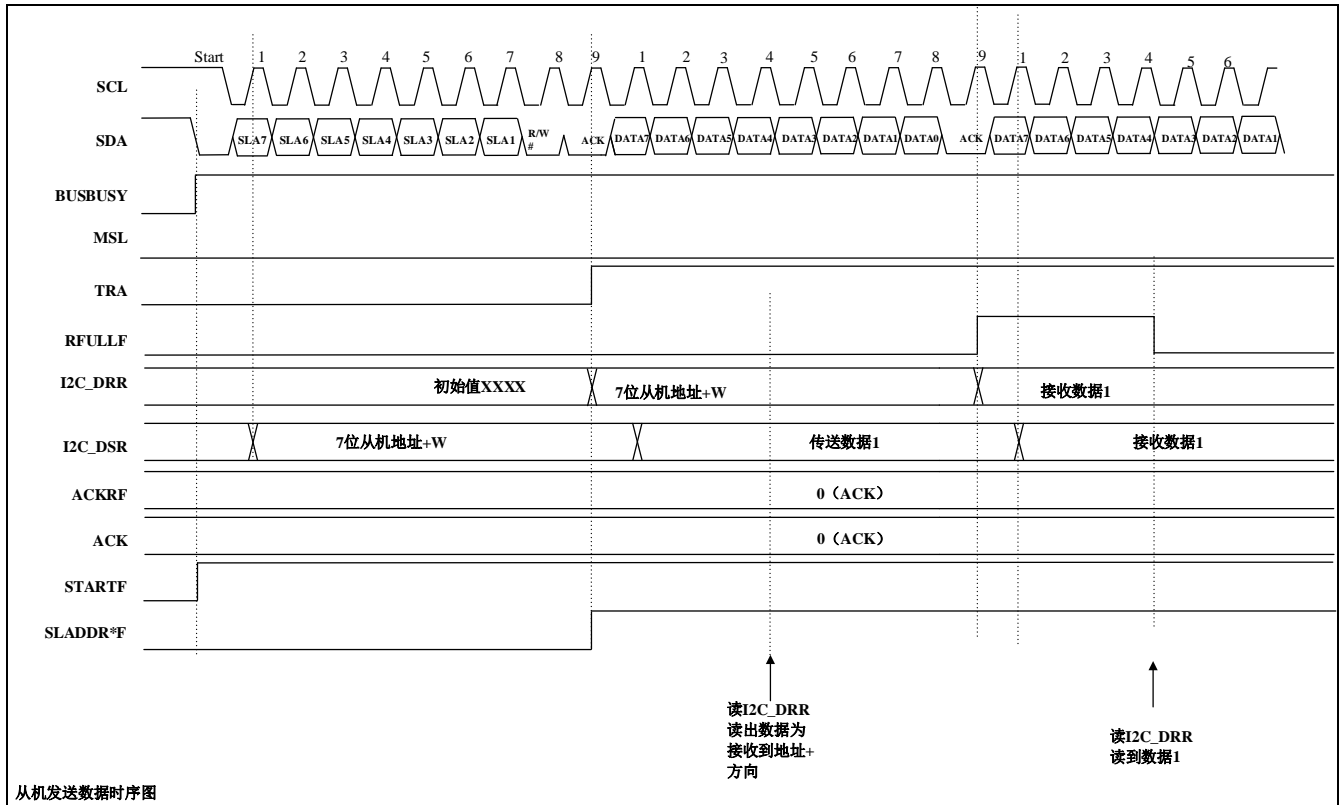 Start 1 2 3 4 5 6 7 8 9 1 2 3 4 5 6 7 8 9 1 2 3 4 5 6
SCL
SDA SLA7 SLA6 SLA5 SLA4 SLA3 SLA2 SLA1 R/W# ACK DATA7 DATA6 DATA5 DATA4 DATA3 DATA2 DATA1 DATA0 ACK DATA7 DATA6 DATA5 DATA4 DATA3 DATA2 DATA1
BUSBUSY
MSL
TRA
RFULLF
I2C_DRR 初始值XXXX 7位从机地址+W 接收数据1
I2C_DSR 7位从机地址+W 传送数据1 接收数据1
ACKRF 0（ACK）
ACK 0（ACK）
STARTF
SLADDR*F
读I2C_DRR
读出数据为
接收到地址+
方向
读I2C_DRR
读到数据1
从机发送数据时序图